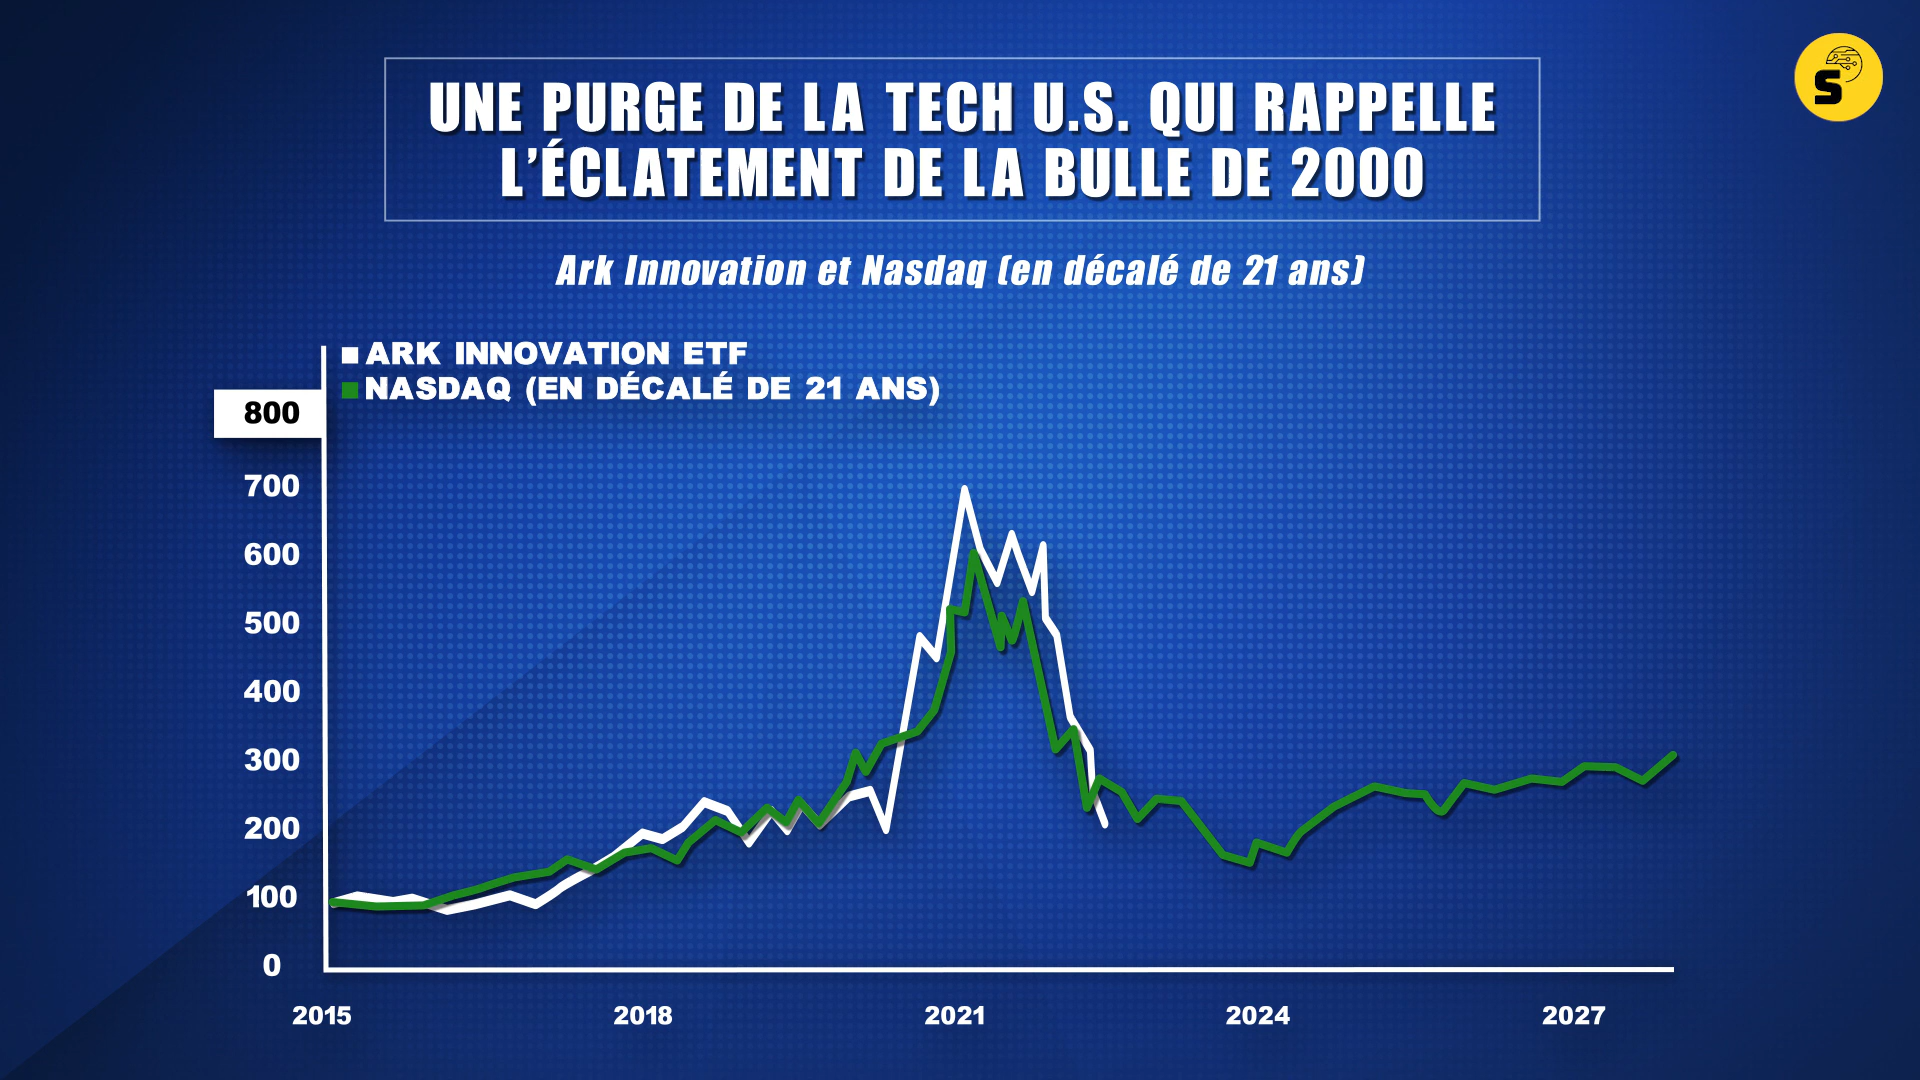 UNE PURGE DE LA TECH U.S. QUI RAPPELLE
L'ÉCLATEMENT DE LA BULLE DE 2000
S
Ark Innovation et Nasdaq (en décalé de 21 ans)
ARK INNOVATION ETF
NASDAQ (EN DÉCALÉ DE 21 ANS)
800
700
600
500
400
300
200
100
0
2015 2018 2021 2024 2027